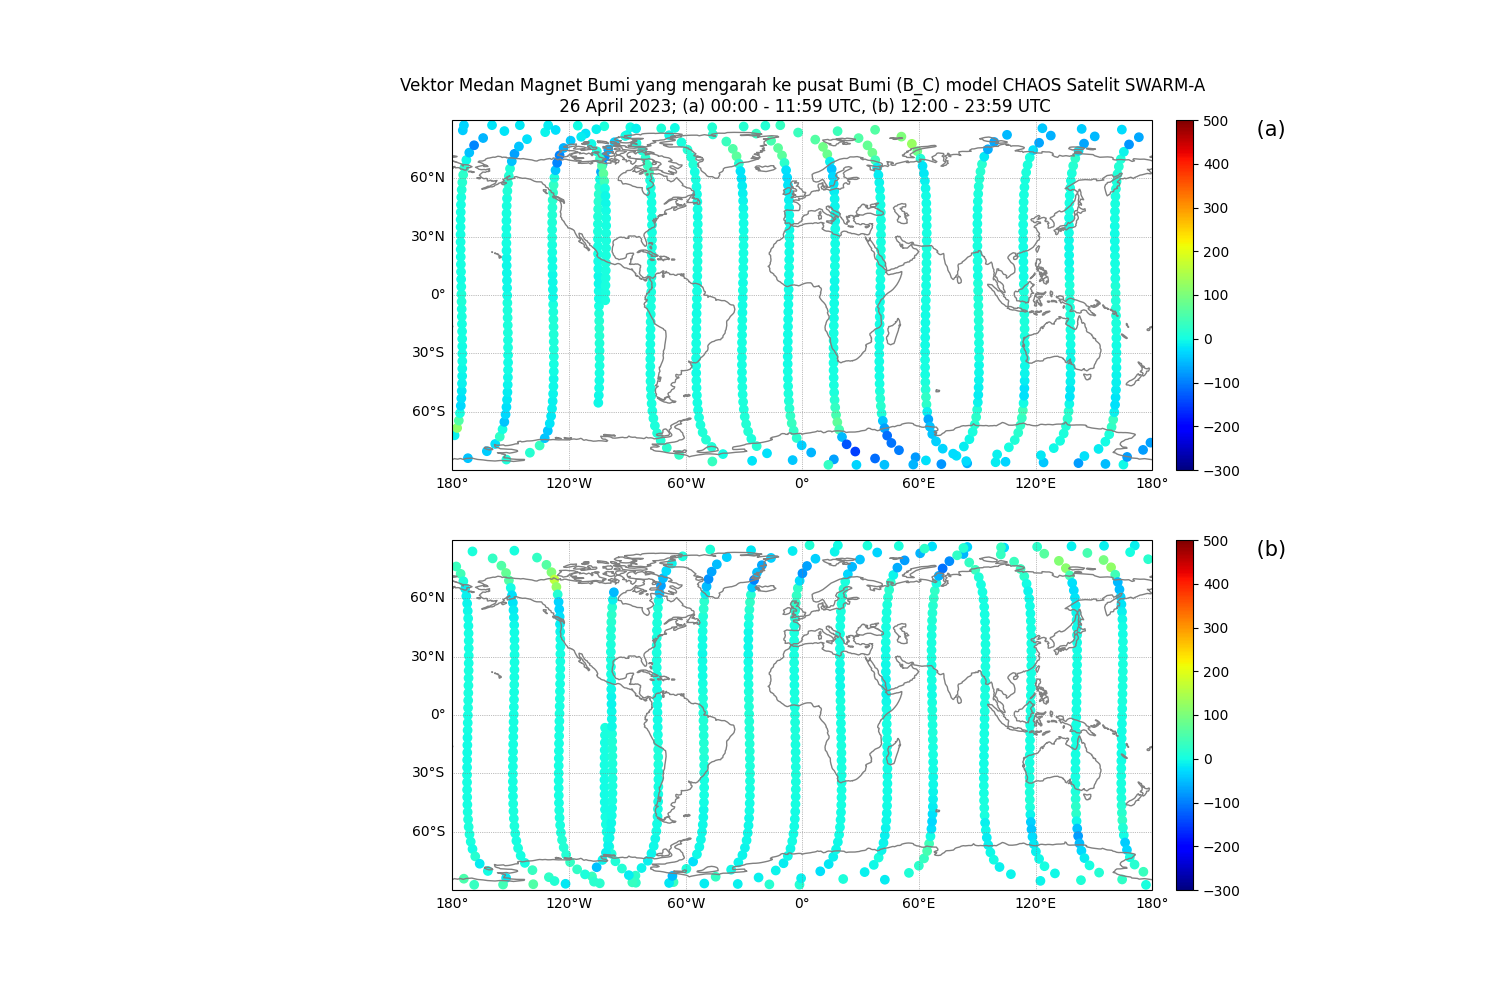 Vektor Medan Magnet Bumi yang mengarah ke pusat Bumi (B_C) model CHAOS Satelit SWARM-A
26 April 2023; (a) 00:00 - 11:59 UTC, (b) 12:00 - 23:59 UTC
(a)
60°N
30°N
0°
30°S
60°S
180°
120°W
60°W
0°
60°E
120°E
180°
500
400
300
200
100
0
−100
−200
−300
(b)
60°N
30°N
0°
30°S
60°S
180°
120°W
60°W
0°
60°E
120°E
180°
500
400
300
200
100
0
−100
−200
−300